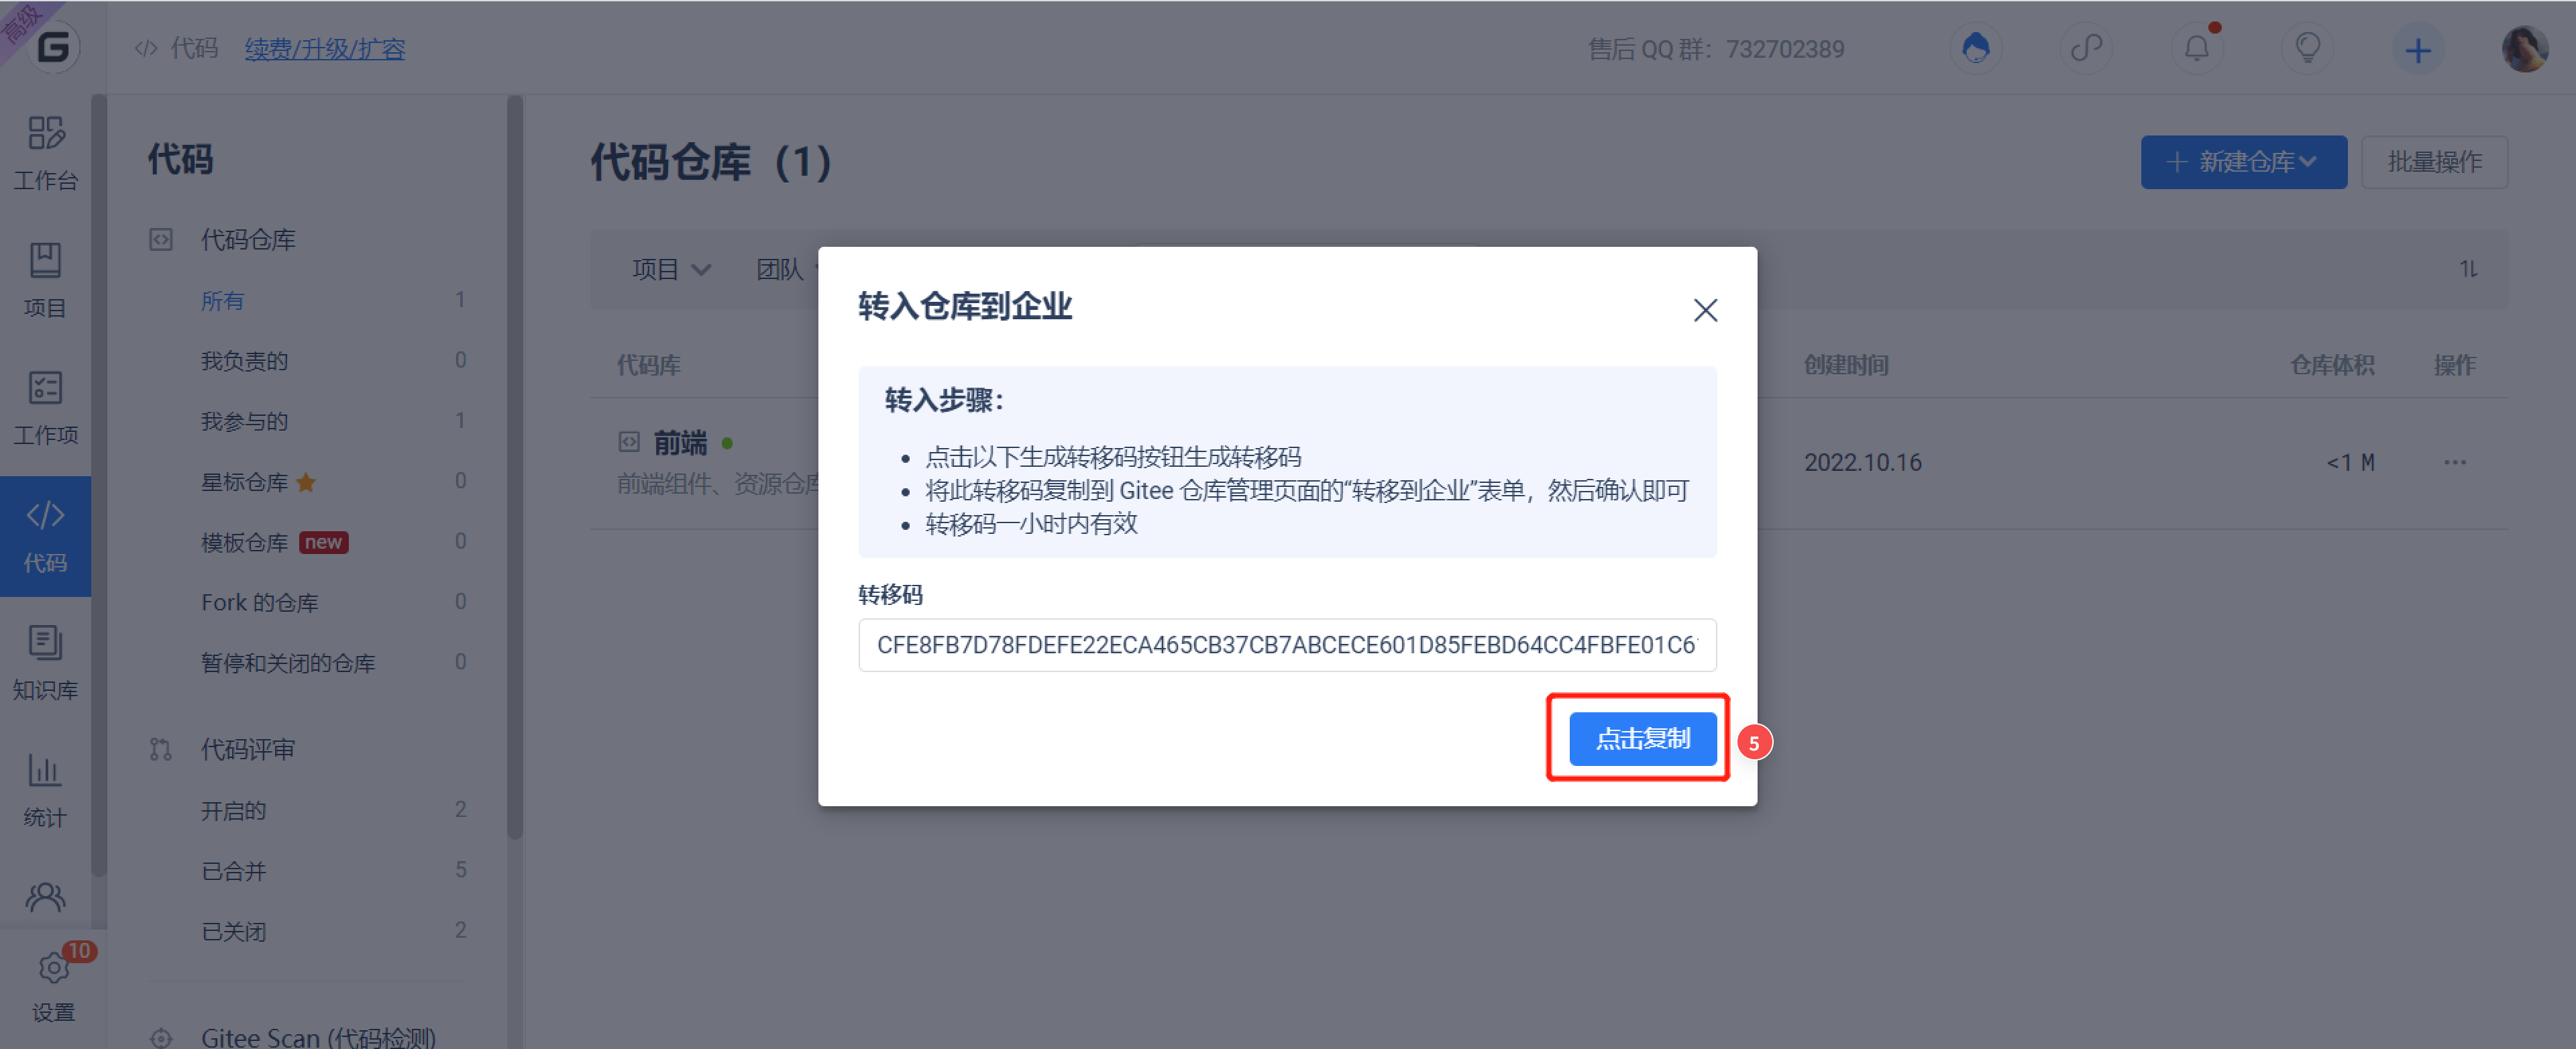 高级
代码 续费/升级/扩容
售后 QQ 群：732702389
工作台
项目
工作项
代码
知识库
统计
10
设置
代码
代码仓库
所有 1
我负责的 0
我参与的 1
星标仓库 0
模板仓库 new 0
Fork 的仓库 0
暂停和关闭的仓库 0
代码评审
开启的 2
已合并 5
已关闭 2
Gitee Scan (代码检测)
代码仓库（1）
新建仓库
批量操作
项目 团队
代码库 创建时间 仓库体积 操作
前端
前端组件、资源仓库
2022.10.16 <1 M
转入仓库到企业
转入步骤：
• 点击以下生成转移码按钮生成转移码
• 将此转移码复制到 Gitee 仓库管理页面的“转移到企业”表单，然后确认即可
• 转移码一小时内有效
转移码
CFE8FB7D78FDEFE22ECA465CB37CB7ABCECE601D85FEBD64CC4FBFE01C6
点击复制
5